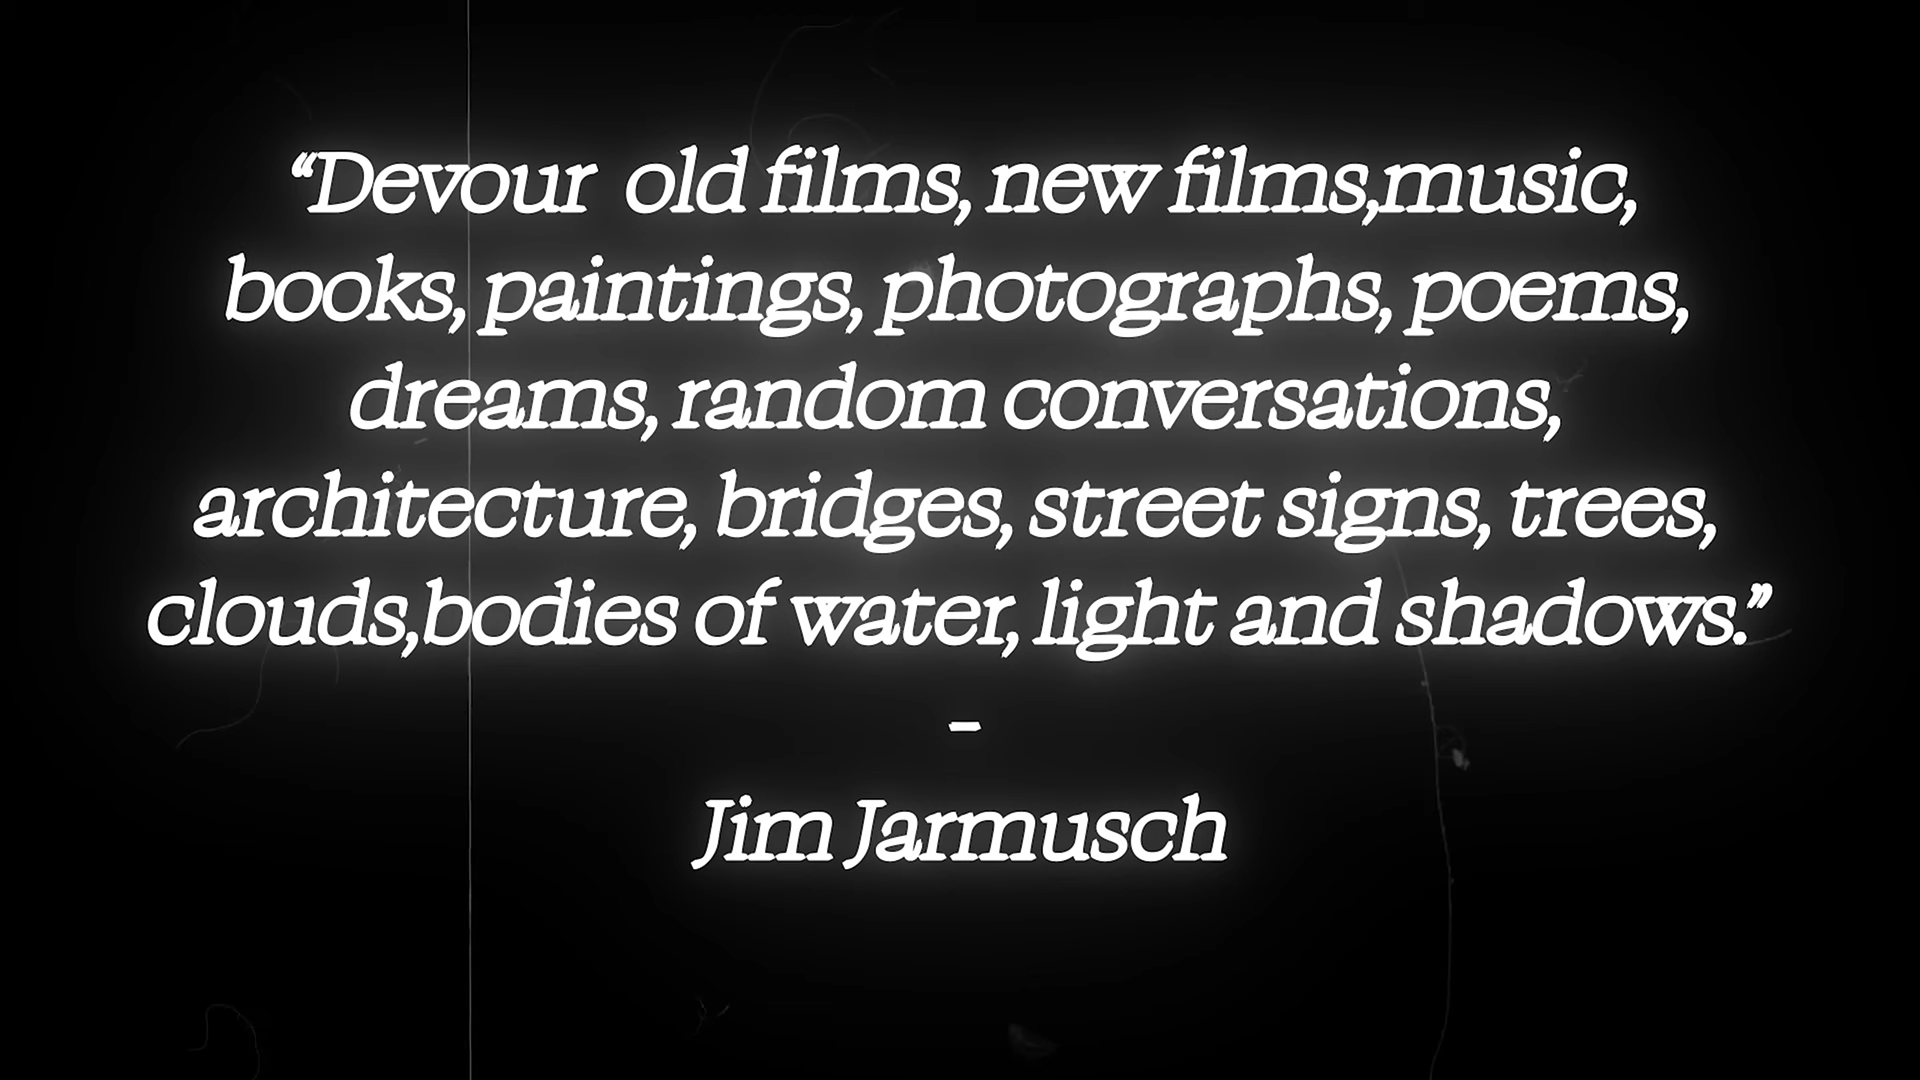 “Devour  old films, new films,music,
books, paintings, photographs, poems,
dreams, random conversations,
architecture, bridges, street signs, trees,
clouds,bodies of water, light and shadows.”
-
Jim Jarmusch